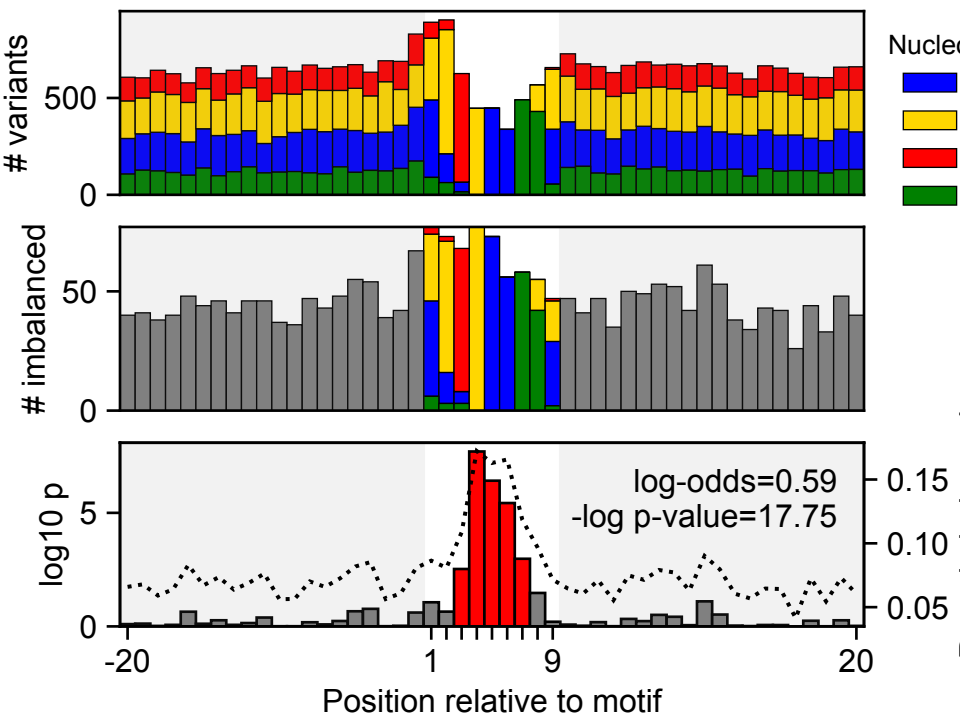 # variants
500
0
Nuclec
# imbalanced
50
0
log10 p
5
0
log-odds=0.59
-log p-value=17.75
0.15
0.10
0.05
-20
1
9
20
Position relative to motif